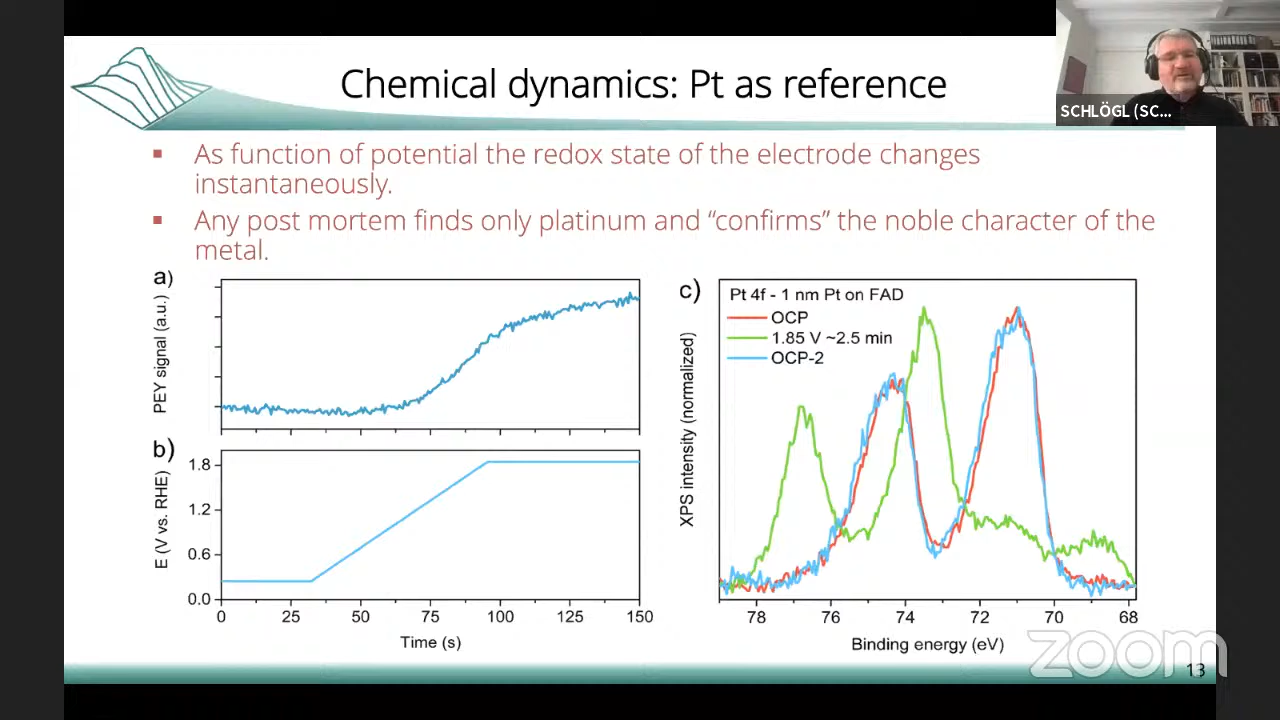 Chemical dynamics: Pt as reference
SCHLÖGL (SC...
▪ As function of potential the redox state of the electrode changes
instantaneously.
▪ Any post mortem finds only platinum and “confirms” the noble character of the
metal.
a)
PEY signal (a.u.)
b)
E (V vs. RHE)
1.8
1.2
0.6
0.0
0 25 50 75 100 125 150
Time (s)
c)
Pt 4f - 1 nm Pt on FAD
OCP
1.85 V ~2.5 min
OCP-2
XPS intensity (normalized)
78 76 74 72 70 68
Binding energy (eV)
zoom
13